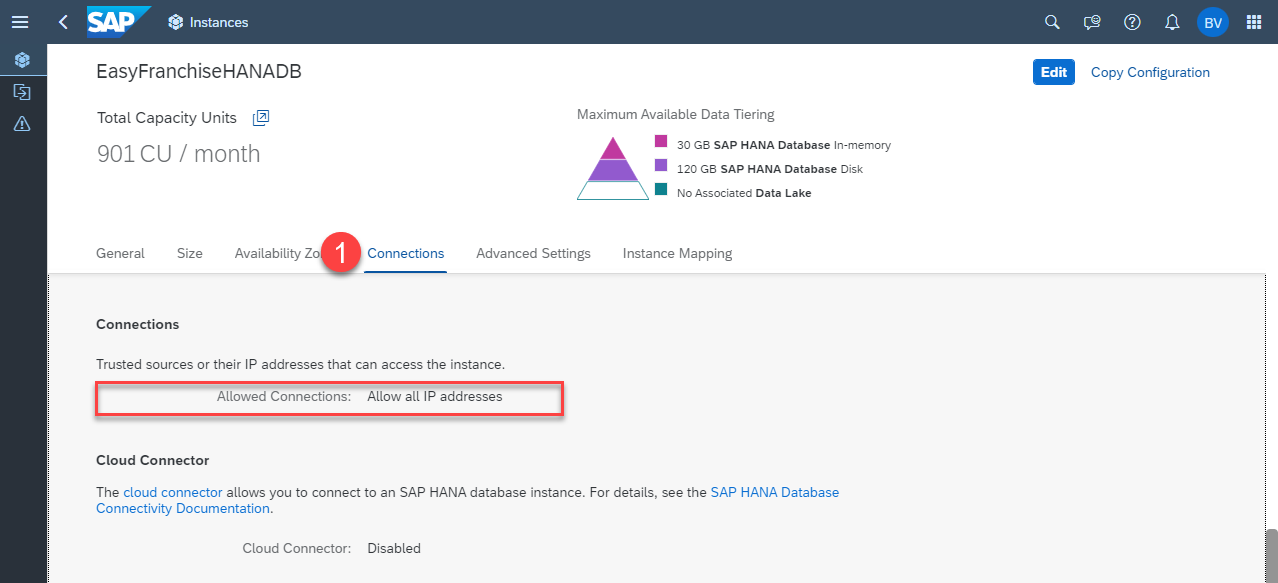 SAP Instances BV
EasyFranchiseHANADB
Edit Copy Configuration
Total Capacity Units
901 CU / month
Maximum Available Data Tiering
30 GB SAP HANA Database In-memory
120 GB SAP HANA Database Disk
No Associated Data Lake
General Size Availability Zo 1 Connections Advanced Settings Instance Mapping
Connections
Trusted sources or their IP addresses that can access the instance.
Allowed Connections: Allow all IP addresses
Cloud Connector
The cloud connector allows you to connect to an SAP HANA database instance. For details, see the SAP HANA Database
Connectivity Documentation.
Cloud Connector: Disabled